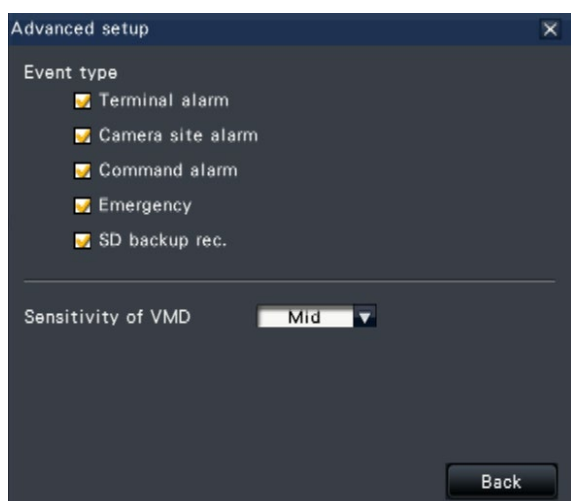 Advanced setup
Event type
Terminal alarm
Camera site alarm
Command alarm
Emergency
SD backup rec.
Sensitivity of VMD Mid
Back